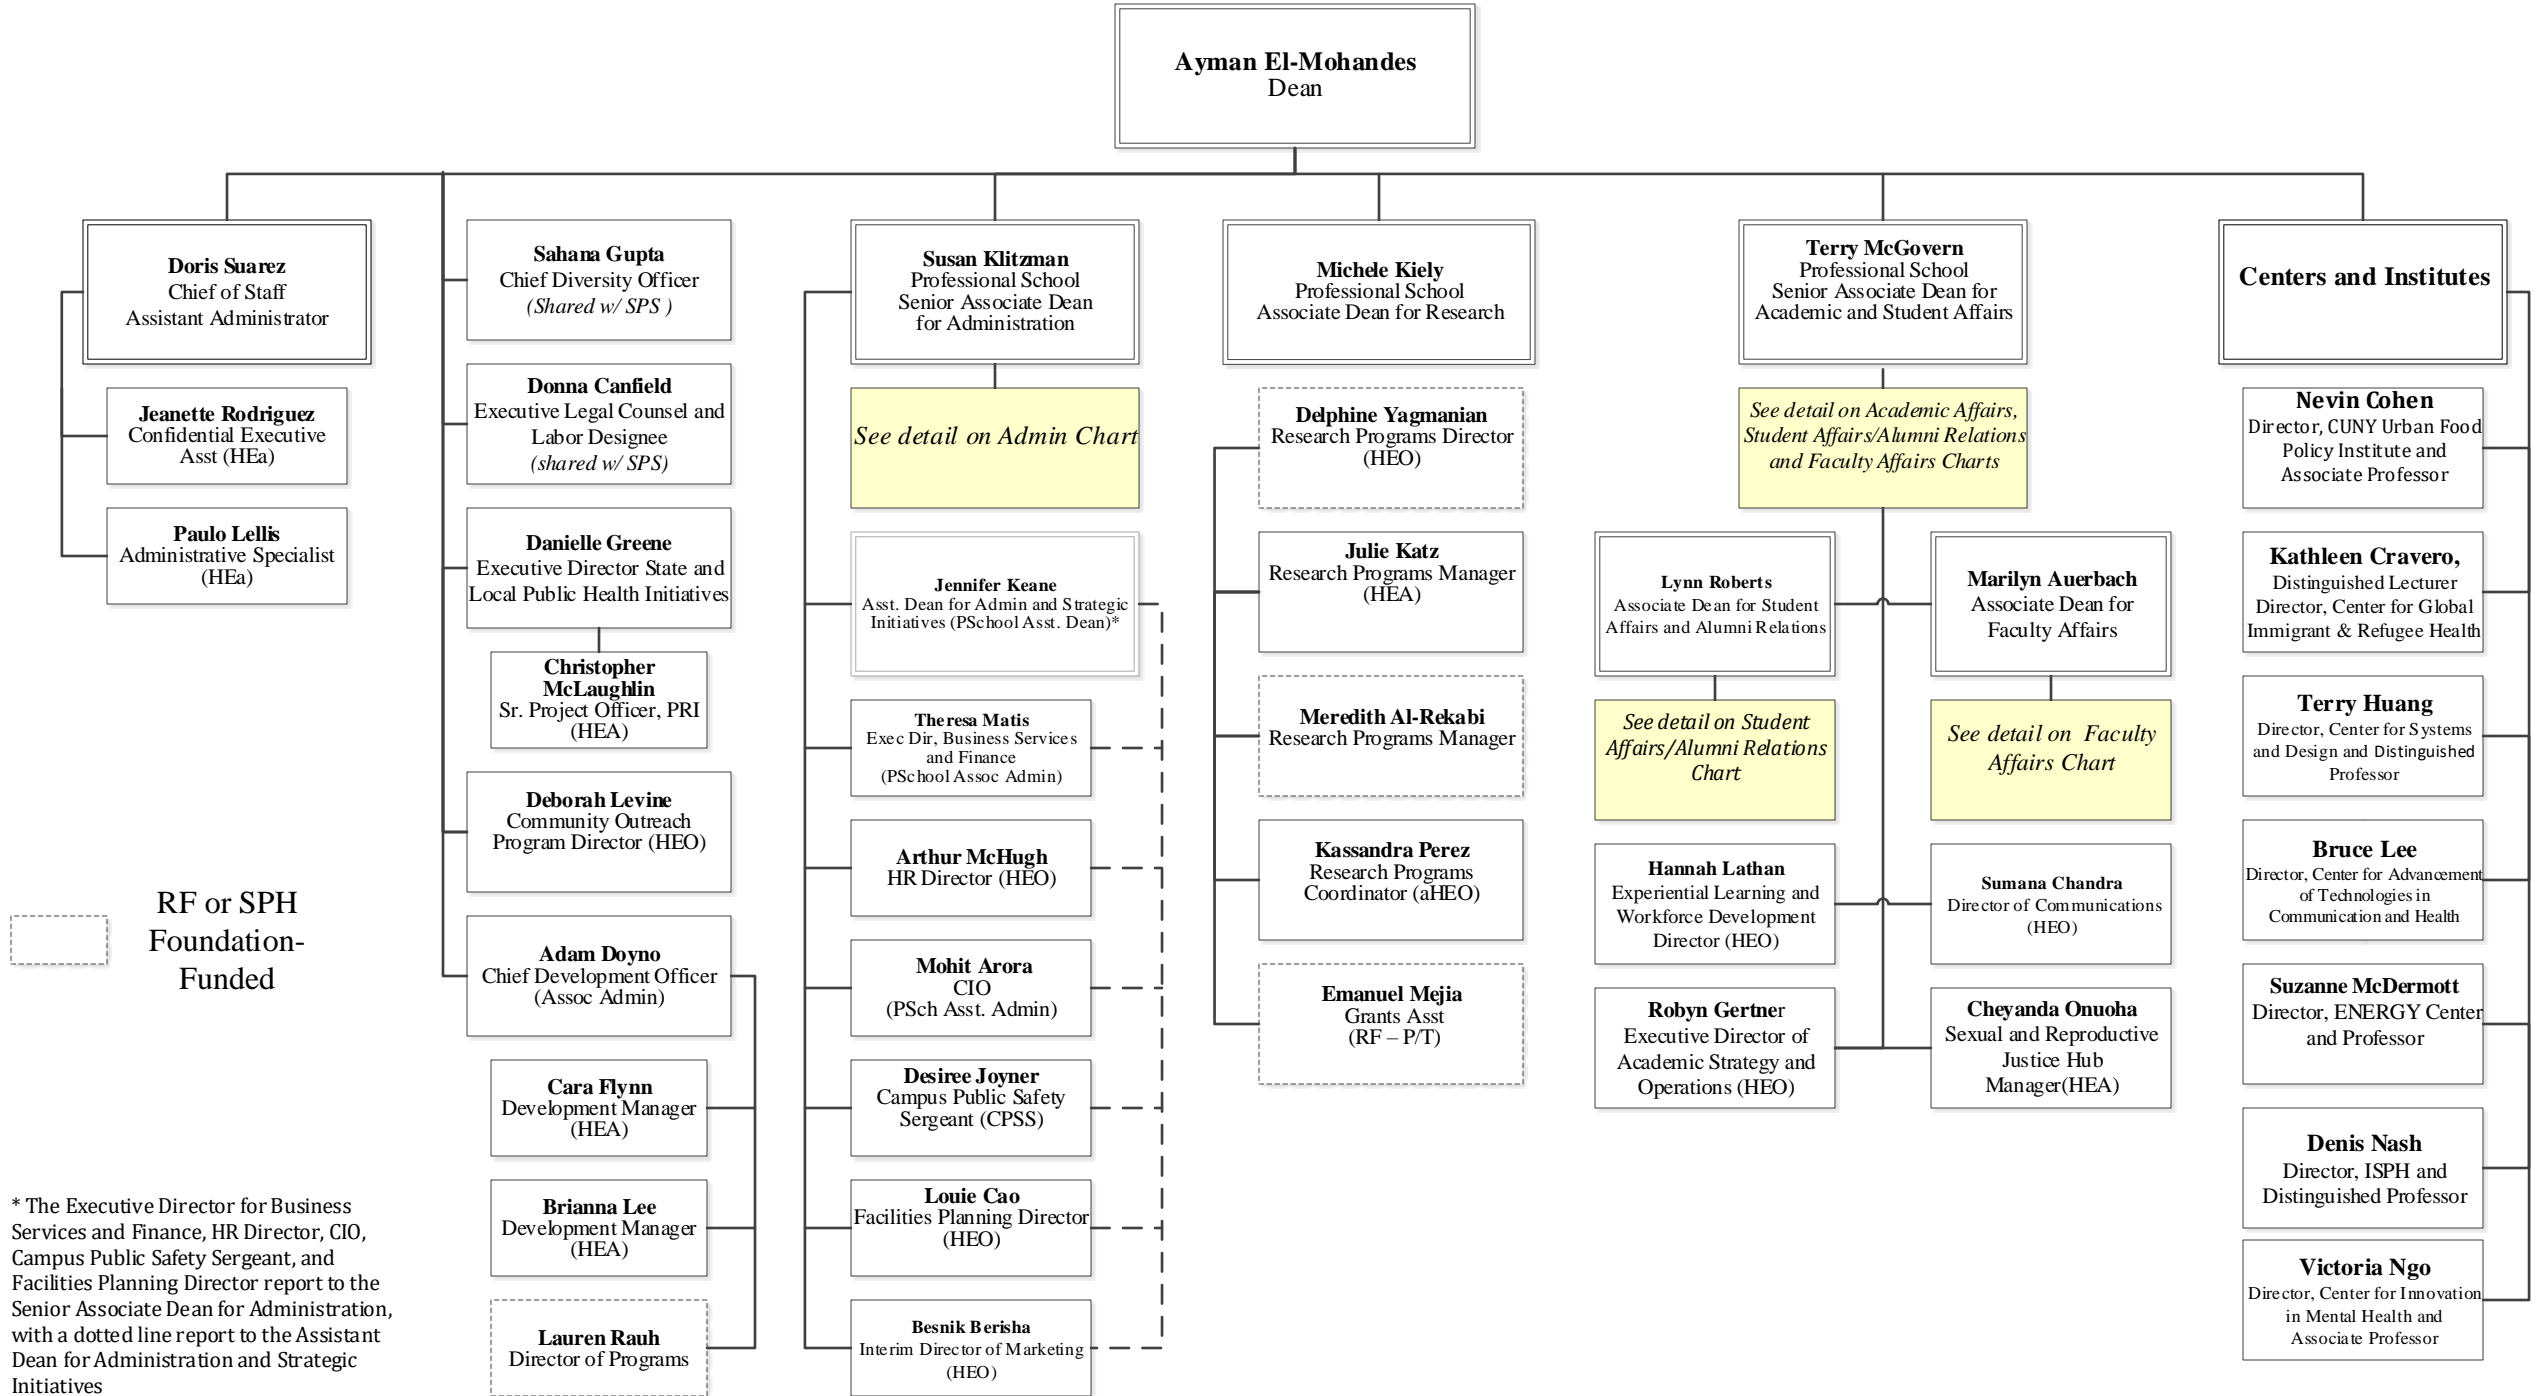 Ayman El-Mohandes
Dean
Doris Suarez
Chief of Staff
Assistant Administrator
Jeanette Rodriguez
Confidential Executive
Asst (HEa)
Paulo Lellis
Administrative Specialist
(HEa)
RF or SPH
Foundation-
Funded
* The Executive Director for Business
Services and Finance, HR Director, CIO,
Campus Public Safety Sergeant, and
Facilities Planning Director report to the
Senior Associate Dean for Administration,
with a dotted line report to the Assistant
Dean for Administration and Strategic
Initiatives
Sahana Gupta
Chief Diversity Officer
(Shared w/ SPS )
Donna Canfield
Executive Legal Counsel and
Labor Designee
(shared w/ SPS)
Danielle Greene
Executive Director State and
Local Public Health Initiatives
Christopher
McLaughlin
Sr. Project Officer, PRI
(HEA)
Deborah Levine
Community Outreach
Program Director (HEO)
Adam Doyno
Chief Development Officer
(Assoc Admin)
Cara Flynn
Development Manager
(HEA)
Brianna Lee
Development Manager
(HEA)
Lauren Rauh
Director of Programs
Susan Klitzman
Professional School
Senior Associate Dean
for Administration
See detail on Admin Chart
Jennifer Keane
Asst. Dean for Admin and Strategic
Initiatives (PSchool Asst. Dean)*
Theresa Matis
Exec Dir, Business Services
and Finance
(PSchool Assoc Admin)
Arthur McHugh
HR Director (HEO)
Mohit Arora
CIO
(PSch Asst. Admin)
Desiree Joyner
Campus Public Safety
Sergeant (CPSS)
Louie Cao
Facilities Planning Director
(HEO)
Besnik Berisha
Interim Director of Marketing
(HEO)
Michele Kiely
Professional School
Associate Dean for Research
Delphine Yagmanian
Research Programs Director
(HEO)
Julie Katz
Research Programs Manager
(HEA)
Meredith Al-Rekabi
Research Programs Manager
Kassandra Perez
Research Programs
Coordinator (aHEO)
Emanuel Mejia
Grants Asst
(RF – P/T)
Terry McGovern
Professional School
Senior Associate Dean for
Academic and Student Affairs
See detail on Academic Affairs,
Student Affairs/Alumni Relations
and Faculty Affairs Charts
Lynn Roberts
Associate Dean for Student
Affairs and Alumni Relations
Marilyn Auerbach
Associate Dean for
Faculty Affairs
See detail on Student
Affairs/Alumni Relations
Chart
See detail on Faculty
Affairs Chart
Hannah Lathan
Experiential Learning and
Workforce Development
Director (HEO)
Sumana Chandra
Director of Communications
(HEO)
Robyn Gertner
Executive Director of
Academic Strategy and
Operations (HEO)
Cheyanda Onuoha
Sexual and Reproductive
Justice Hub
Manager(HEA)
Centers and Institutes
Nevin Cohen
Director, CUNY Urban Food
Policy Institute and
Associate Professor
Kathleen Cravero,
Distinguished Lecturer
Director, Center for Global
Immigrant & Refugee Health
Terry Huang
Director, Center for Systems
and Design and Distinguished
Professor
Bruce Lee
Director, Center for Advancement
of Technologies in
Communication and Health
Suzanne McDermott
Director, ENERGY Center
and Professor
Denis Nash
Director, ISPH and
Distinguished Professor
Victoria Ngo
Director, Center for Innovation
in Mental Health and
Associate Professor